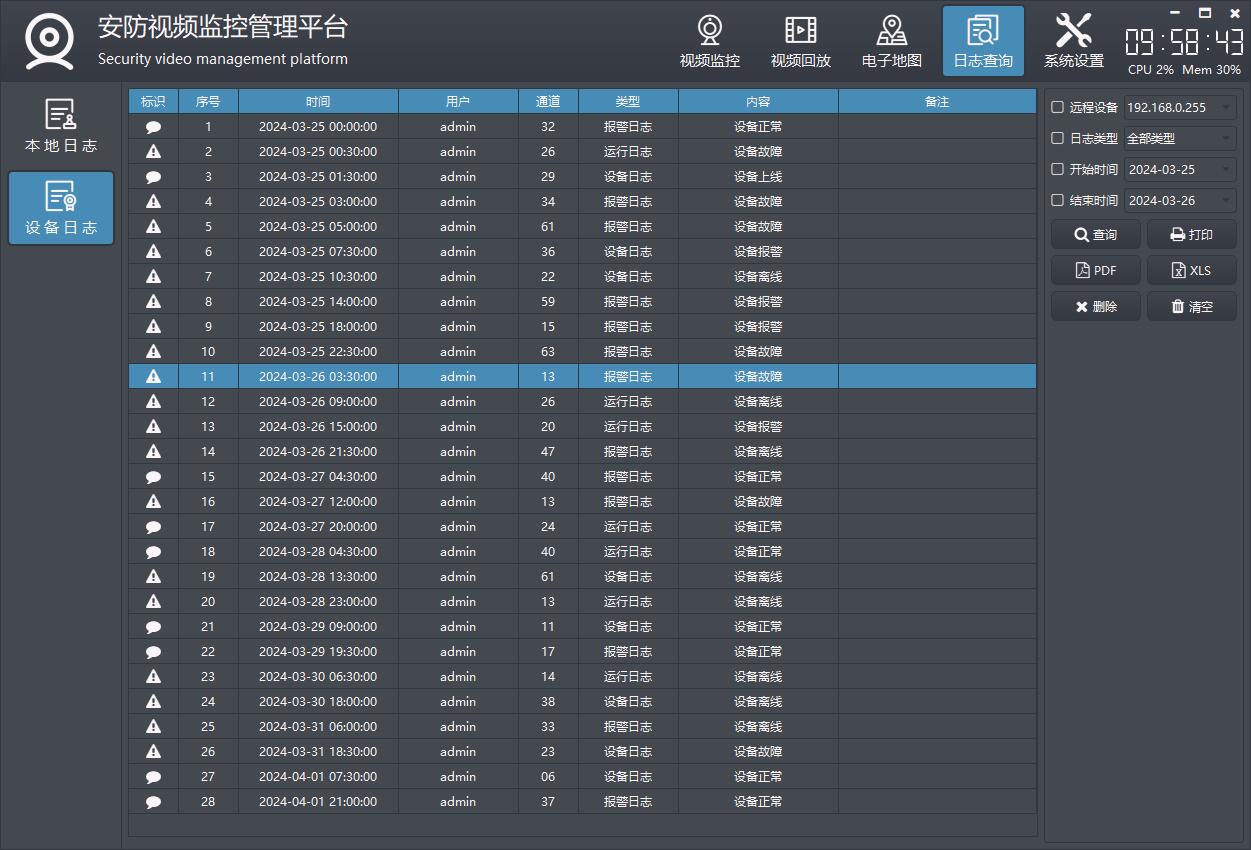 安防视频监控管理平台
Security video management platform
视频监控 视频回放 电子地图 日志查询 系统设置
09:58:43
CPU 2% Mem 30%
本地日志
设备日志
标识 序号 时间 用户 通道 类型 内容 备注
1 2024-03-25 00:00:00 admin 32 报警日志 设备正常
2 2024-03-25 00:30:00 admin 26 运行日志 设备故障
3 2024-03-25 01:30:00 admin 29 设备日志 设备上线
4 2024-03-25 03:00:00 admin 34 报警日志 设备故障
5 2024-03-25 05:00:00 admin 61 报警日志 设备故障
6 2024-03-25 07:30:00 admin 36 设备日志 设备报警
7 2024-03-25 10:30:00 admin 22 设备日志 设备离线
8 2024-03-25 14:00:00 admin 59 报警日志 设备报警
9 2024-03-25 18:00:00 admin 15 报警日志 设备报警
10 2024-03-25 22:30:00 admin 63 报警日志 设备故障
11 2024-03-26 03:30:00 admin 13 报警日志 设备故障
12 2024-03-26 09:00:00 admin 26 运行日志 设备离线
13 2024-03-26 15:00:00 admin 20 运行日志 设备报警
14 2024-03-26 21:30:00 admin 47 报警日志 设备离线
15 2024-03-27 04:30:00 admin 40 报警日志 设备正常
16 2024-03-27 12:00:00 admin 13 报警日志 设备故障
17 2024-03-27 20:00:00 admin 24 运行日志 设备正常
18 2024-03-28 04:30:00 admin 40 运行日志 设备正常
19 2024-03-28 13:30:00 admin 61 设备日志 设备离线
20 2024-03-28 23:00:00 admin 13 运行日志 设备离线
21 2024-03-29 09:00:00 admin 11 设备日志 设备正常
22 2024-03-29 19:30:00 admin 17 报警日志 设备正常
23 2024-03-30 06:30:00 admin 14 运行日志 设备离线
24 2024-03-30 18:00:00 admin 38 设备日志 设备离线
25 2024-03-31 06:00:00 admin 33 报警日志 设备离线
26 2024-03-31 18:30:00 admin 23 设备日志 设备故障
27 2024-04-01 07:30:00 admin 06 设备日志 设备正常
28 2024-04-01 21:00:00 admin 37 报警日志 设备正常
远程设备 192.168.0.255
日志类型 全部类型
开始时间 2024-03-25
结束时间 2024-03-26
查询 打印
PDF XLS
删除 清空